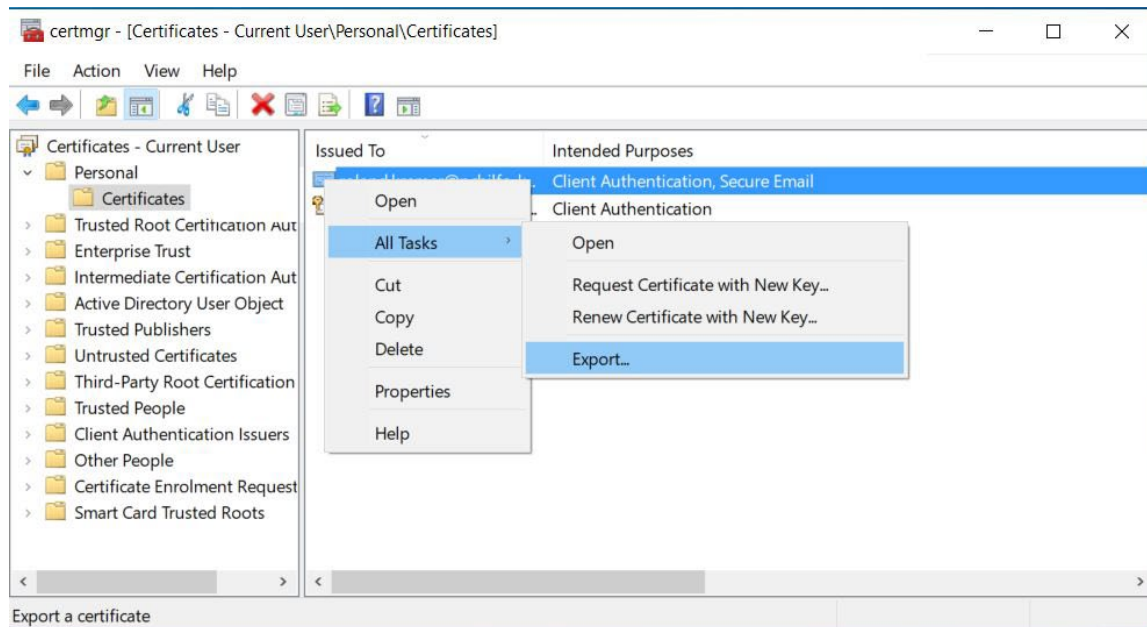 certmgr - [Certificates - Current User\Personal\Certificates]
File Action View Help
Certificates - Current User
Personal
Certificates
Trusted Root Certification Aut
Enterprise Trust
Intermediate Certification Aut
Active Directory User Object
Trusted Publishers
Untrusted Certificates
Third-Party Root Certification
Trusted People
Client Authentication Issuers
Other People
Certificate Enrolment Request
Smart Card Trusted Roots
Issued To Intended Purposes
Client Authentication, Secure Email
Client Authentication
Open
All Tasks
Cut
Copy
Delete
Properties
Help
Open
Request Certificate with New Key...
Renew Certificate with New Key...
Export...
Export a certificate